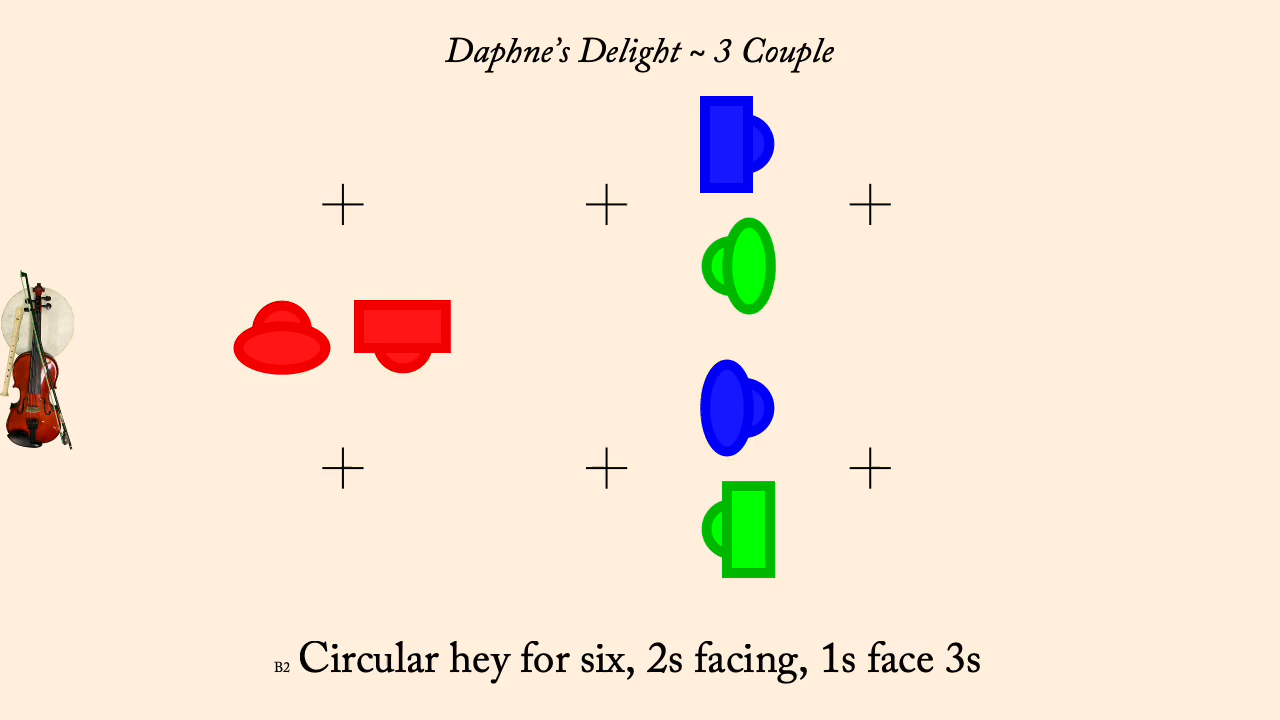 Daphne's Delight ~ 3 Couple
B2 Circular hey for six, 2s facing, 1s face 3s